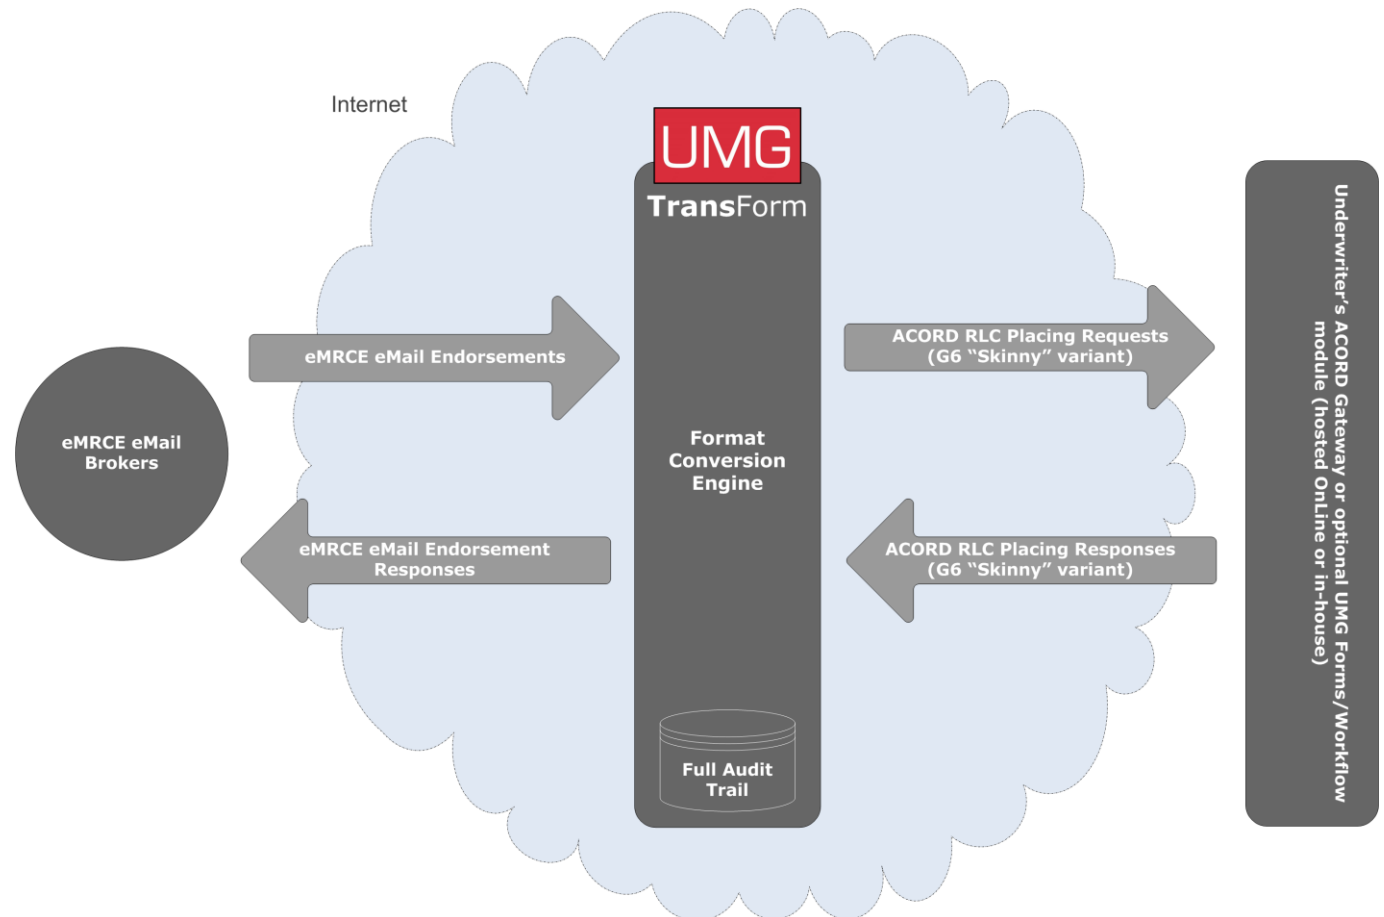 Internet
UMG
TransForm
eMRCE eMail Endorsements
ACORD RLC Placing Requests
(G6 “Skinny” variant)
eMRCE eMail
Brokers
Format
Conversion
Engine
eMRCE eMail Endorsement
Responses
ACORD RLC Placing Responses
(G6 “Skinny” variant)
Full Audit
Trail
Underwriter’s ACORD Gateway or optional UMG Forms/Workflow
module (hosted OnLine or in-house)